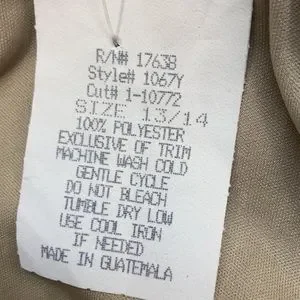 R/N# 17638
Style# 1067Y
Cut# 1-10772
SIZE 13/14
100% POLYESTER
EXCLUSIVE OF TRIM
MACHINE WASH COLD
GENTLE CYCLE
DO NOT BLEACH
TUMBLE DRY LOW
USE COOL IRON
IF NEEDED
MADE IN GUATEMALA